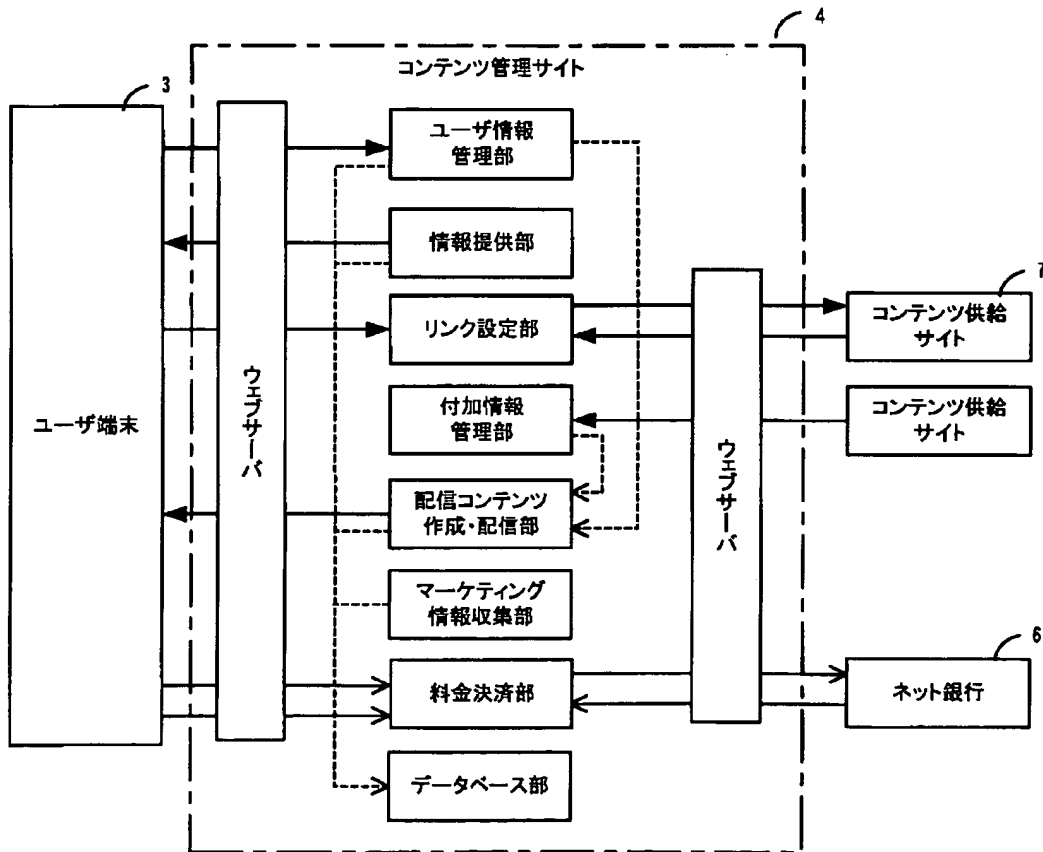 4
コンテンツ管理サイト
3
ユーザ端末
ウェブサーバ
ユーザ情報
管理部
情報提供部
リンク設定部
付加情報
管理部
配信コンテンツ
作成・配信部
マーケティング
情報収集部
料金決済部
データベース部
ウェブサーバ
7
コンテンツ供給
サイト
コンテンツ供給
サイト
6
ネット銀行